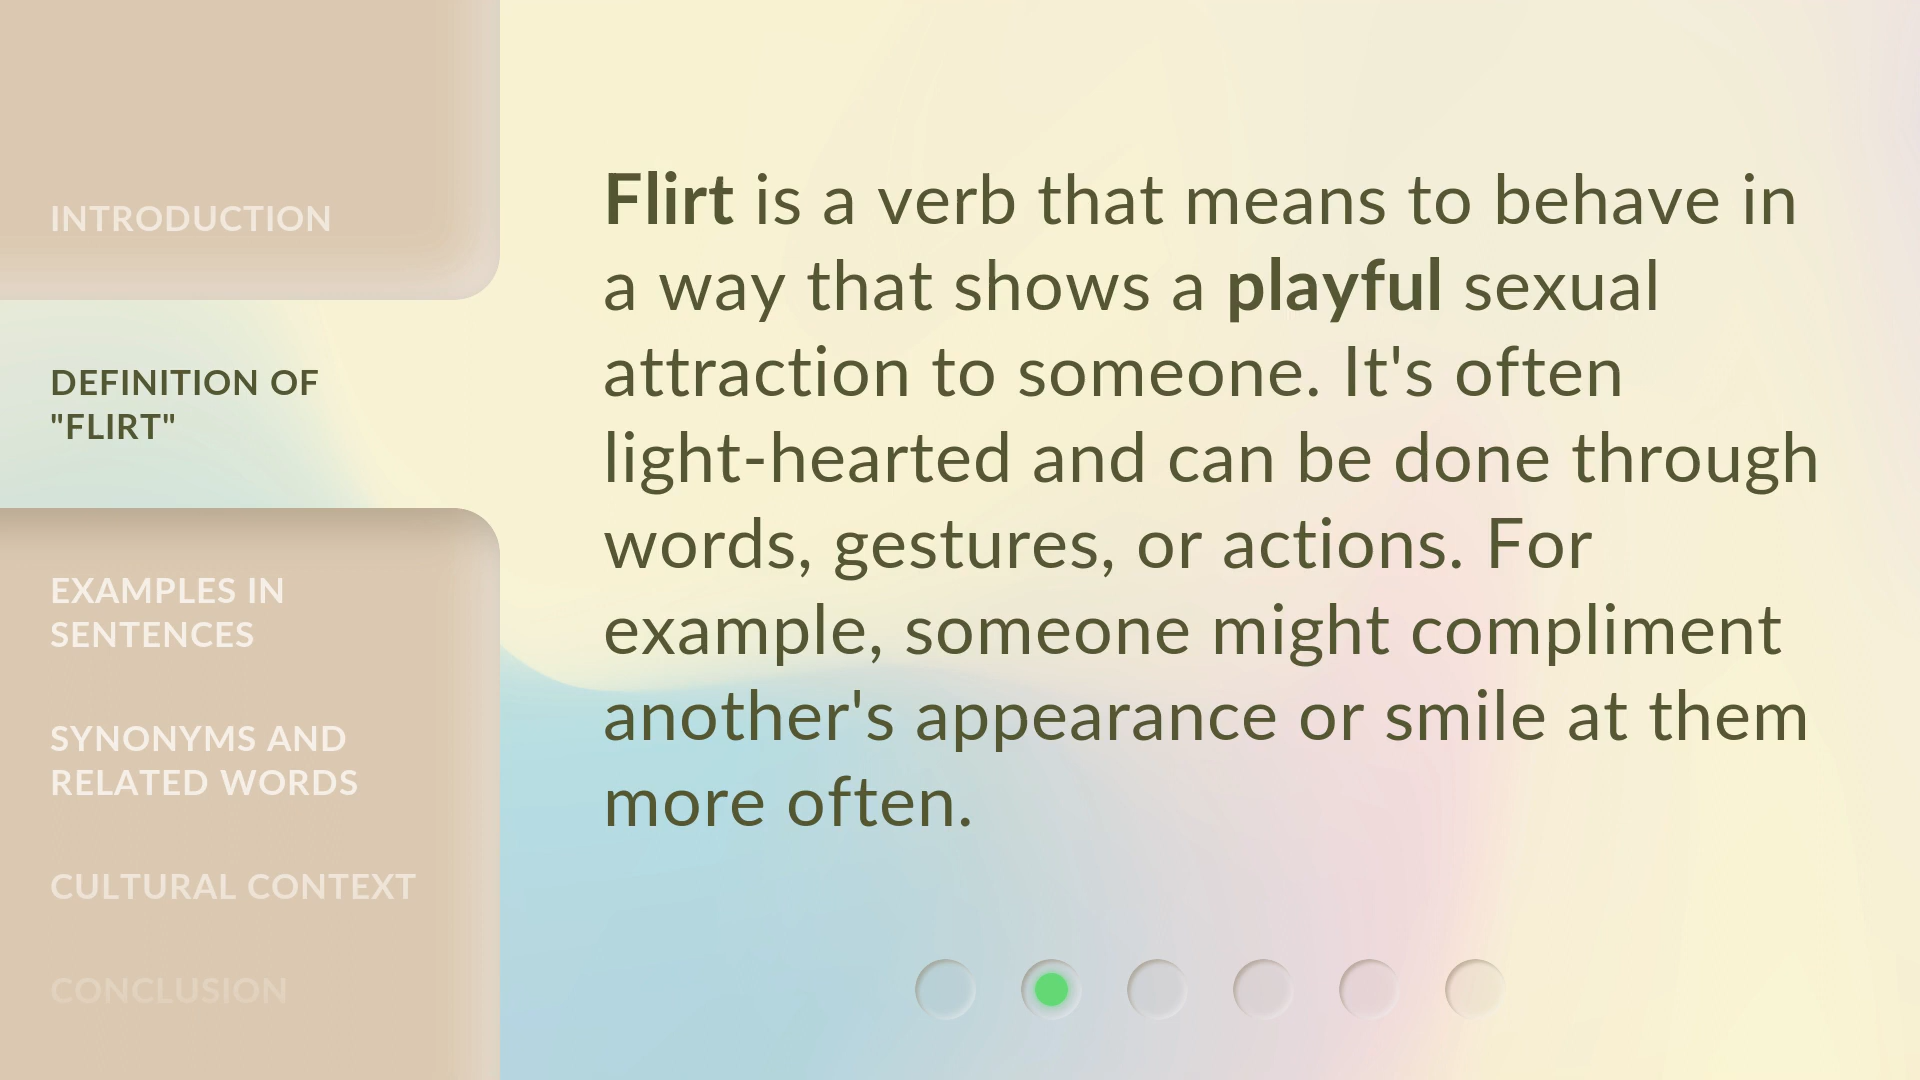 INTRODUCTION
DEFINITION OF
"FLIRT"
EXAMPLES IN
SENTENCES
SYNONYMS AND
RELATED WORDS
CULTURAL CONTEXT
CONCLUSION
Flirt is a verb that means to behave in
a way that shows a playful sexual
attraction to someone. It's often
light-hearted and can be done through
words, gestures, or actions. For
example, someone might compliment
another's appearance or smile at them
more often.